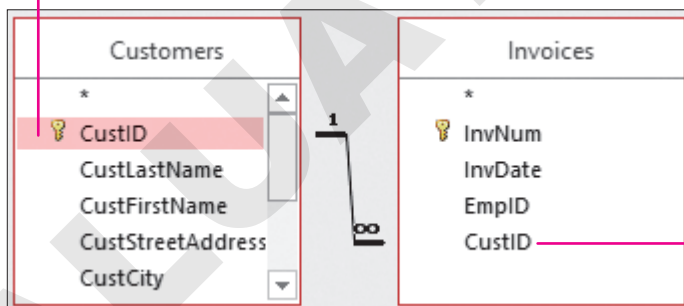 Customers
*
CustID
CustLastName
CustFirstName
CustStreetAddress
CustCity
1
∞
Invoices
*
InvNum
InvDate
EmpID
CustID